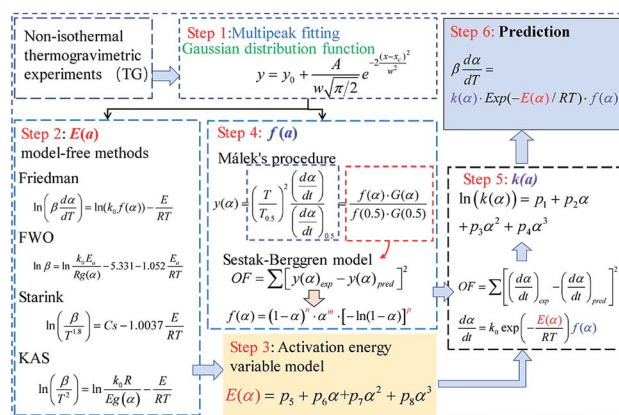 Non-isothermal
thermogravimetric
experiments (TG)
Step 1: Multipeak fitting
Gaussian distribution function
y = y₀ + A/(w√(π/2)) e^(-2(x-x_c)²/w²)
Step 2: E(a)
model-free methods
Friedman
ln(β dα/dT) = ln(k₀ f(α)) − E/RT
FWO
ln β = ln k₀E_a/Rg(α) − 5.331 − 1.052 E_a/RT
Starink
ln(β/T^1.8) = Cs − 1.0037 E/RT
KAS
ln(β/T²) = ln k₀R/Eg(α) − E/RT
Step 4: f(a)
Málek's procedure
y(α) = (T/T₀.₅)² (dα/dt)/(dα/dt)₀.₅ = f(α)·G(α)/f(0.5)·G(0.5)
Sestak-Berggren model
OF = ∑[y(α)exp − y(α)pred]²
f(α) = (1−α)^n · α^m · [−ln(1−α)]^p
Step 3: Activation energy
variable model
E(α) = p₅ + p₆α + p₇α² + p₈α³
Step 6: Prediction
β dα/dT =
k(α) · Exp(−E(α) / RT) · f(α)
Step 5: k(a)
ln(k(α)) = p₁ + p₂α
+ p₃α² + p₄α³
OF = ∑[(dα/dt)exp − (dα/dt)pred]²
dα/dt = k₀ exp(−E(α)/RT) f(α)